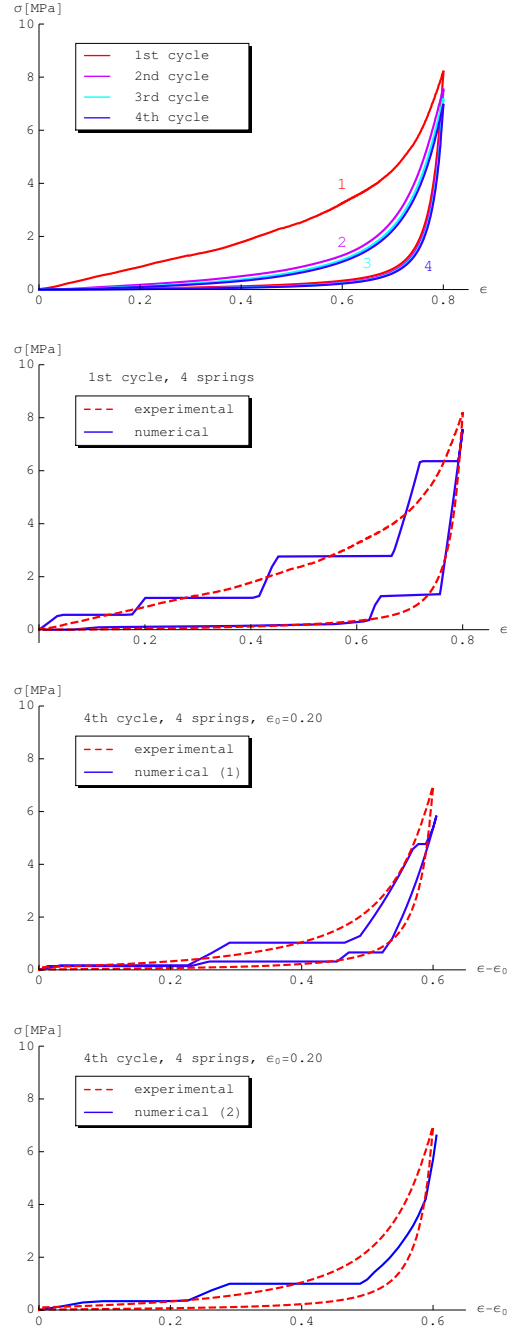 σ[MPa]
10
8
6
4
2
0
1st cycle
2nd cycle
3rd cycle
4th cycle
1
2
3
4
0
0.2
0.4
0.6
0.8
ϵ
σ[MPa]
10
8
6
4
2
0
1st cycle, 4 springs
experimental
numerical
0.2
0.4
0.6
0.8
ϵ
σ[MPa]
10
8
6
4
2
0
4th cycle, 4 springs, ϵ₀=0.20
experimental
numerical (1)
0
0.2
0.4
0.6
ϵ-ϵ₀
σ[MPa]
10
8
6
4
2
0
4th cycle, 4 springs, ϵ₀=0.20
experimental
numerical (2)
0
0.2
0.4
0.6
ϵ-ϵ₀